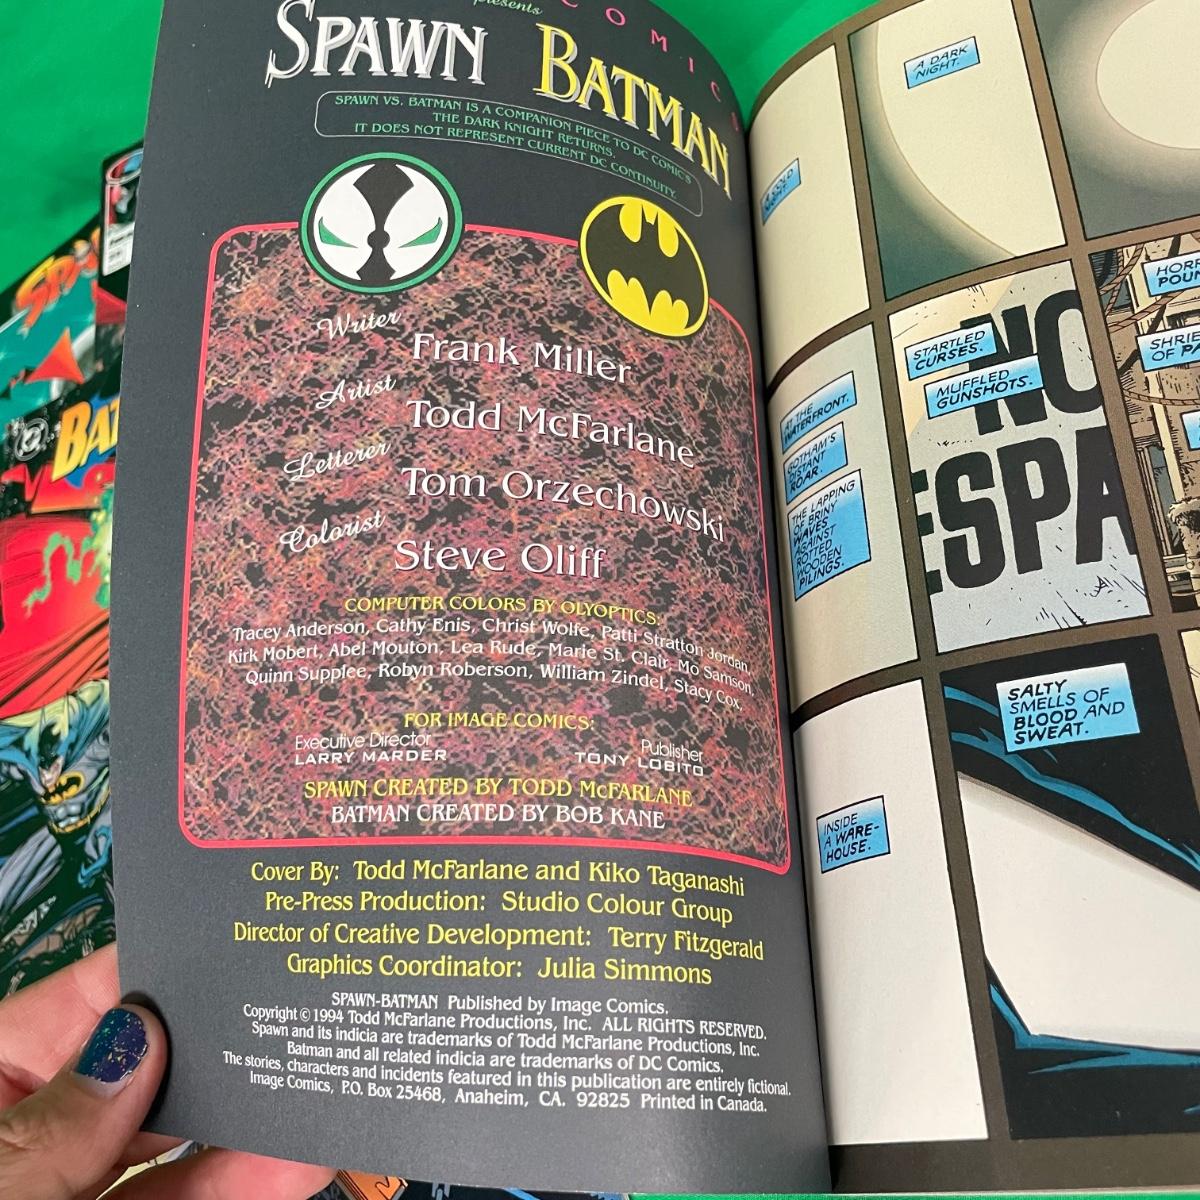 presents
COMICS
SPAWN BATMAN
SPAWN VS. BATMAN IS A COMPANION PIECE TO DC COMIC'S
THE DARK KNIGHT RETURNS.
IT DOES NOT REPRESENT CURRENT DC CONTINUITY.
Writer
Frank Miller
Artist
Todd McFarlane
Letterer
Tom Orzechowski
Colorist
Steve Oliff
COMPUTER COLORS BY OLYOPTICS:
Tracey Anderson, Cathy Enis, Christ Wolfe, Patti Stratton Jordan,
Kirk Mobert, Abel Mouton, Lea Rude, Marie St. Clair, Mo Samson,
Quinn Supplee, Robyn Roberson, William Zindel, Stacy Cox,
FOR IMAGE COMICS:
Executive Director
LARRY MARDER
Publisher
TONY LOBITO
SPAWN CREATED BY TODD McFARLANE
BATMAN CREATED BY BOB KANE
Cover By: Todd McFarlane and Kiko Taganashi
Pre-Press Production: Studio Colour Group
Director of Creative Development: Terry Fitzgerald
Graphics Coordinator: Julia Simmons
SPAWN-BATMAN Published by Image Comics.
Copyright © 1994 Todd McFarlane Productions, Inc. ALL RIGHTS RESERVED.
Spawn and its indicia are trademarks of Todd McFarlane Productions, Inc.
Batman and all related indicia are trademarks of DC Comics.
The stories, characters and incidents featured in this publication are entirely fictional.
Image Comics, P.O. Box 25468, Anaheim, CA. 92825 Printed in Canada.
A COLD
NIGHT.
A DARK
NIGHT.
AT THE
WATERFRONT.
GOTHAM'S
DISTANT
ROAR.
THE LAPPING
OF BRINY
WAVES
AGAINST
ROTTED
WOODEN
PILINGS.
STARTLED
CURSES.
MUFFLED
GUNSHOTS.
NO
ESPA
HORR
POUN
SHRIE
OF PA
INSIDE
A WARE-
HOUSE.
SALTY
SMELLS OF
BLOOD AND
SWEAT.
SP
DC
BAT